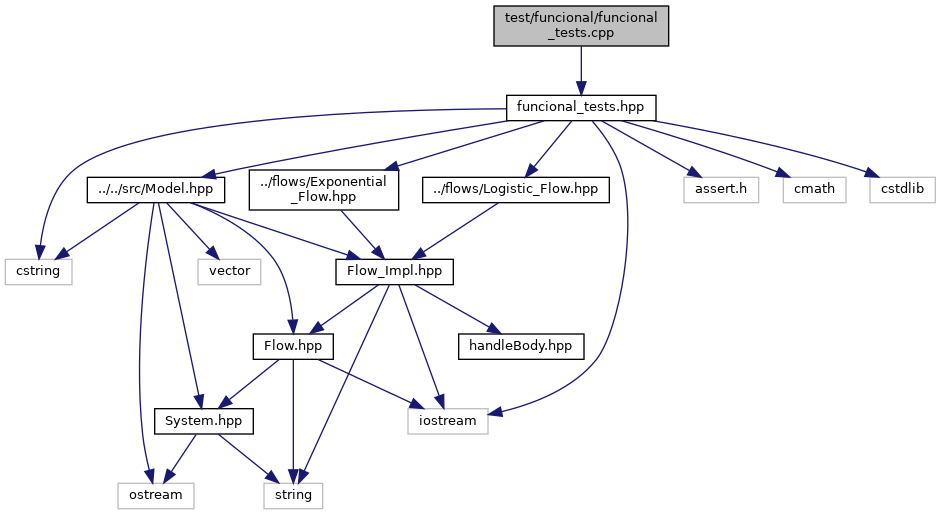 test/funcional/funcional
_tests.cpp
funcional_tests.hpp
../../src/Model.hpp
../flows/Exponential
_Flow.hpp
../flows/Logistic_Flow.hpp
assert.h
cmath
cstdlib
cstring
vector
Flow_Impl.hpp
Flow.hpp
handleBody.hpp
System.hpp
iostream
ostream
string